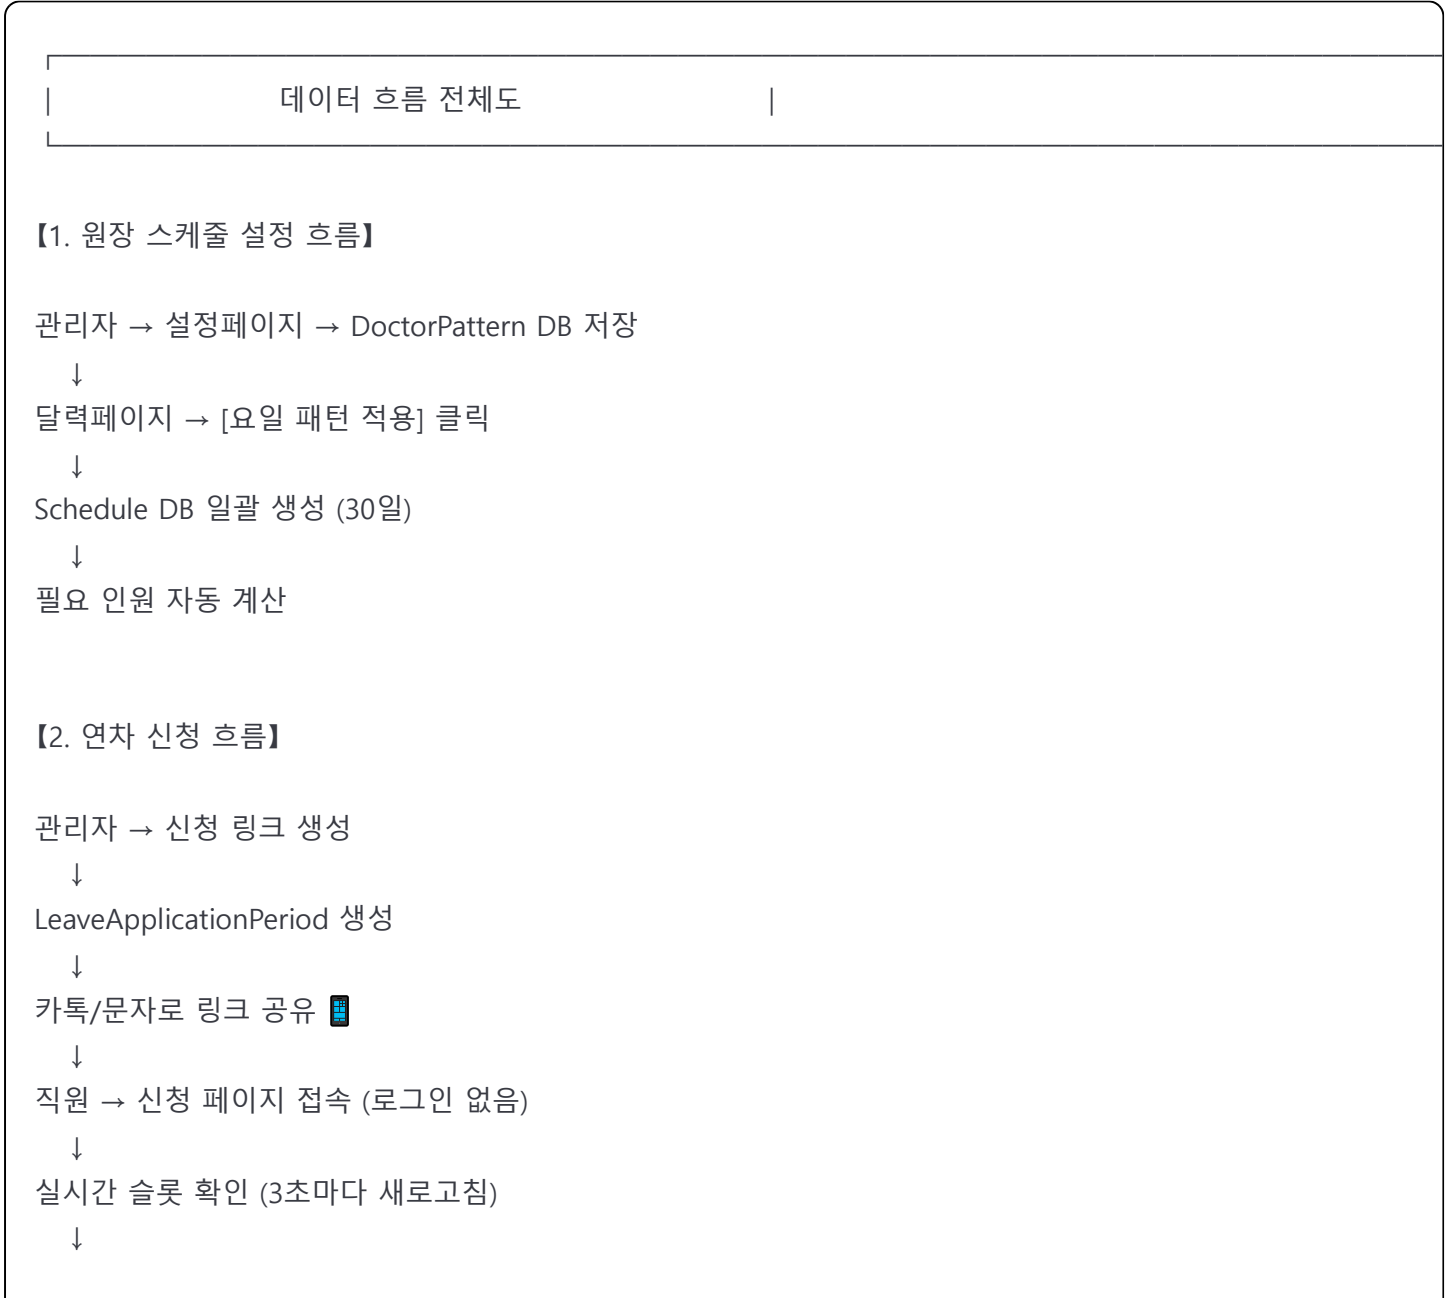 데이터 흐름 전체도
【1. 원장 스케줄 설정 흐름】
관리자 → 설정페이지 → DoctorPattern DB 저장
↓
달력페이지 → [요일 패턴 적용] 클릭
↓
Schedule DB 일괄 생성 (30일)
↓
필요 인원 자동 계산
【2. 연차 신청 흐름】
관리자 → 신청 링크 생성
↓
LeaveApplicationPeriod 생성
↓
카톡/문자로 링크 공유 📱
↓
직원 → 신청 페이지 접속 (로그인 없음)
↓
실시간 슬롯 확인 (3초마다 새로고침)
↓